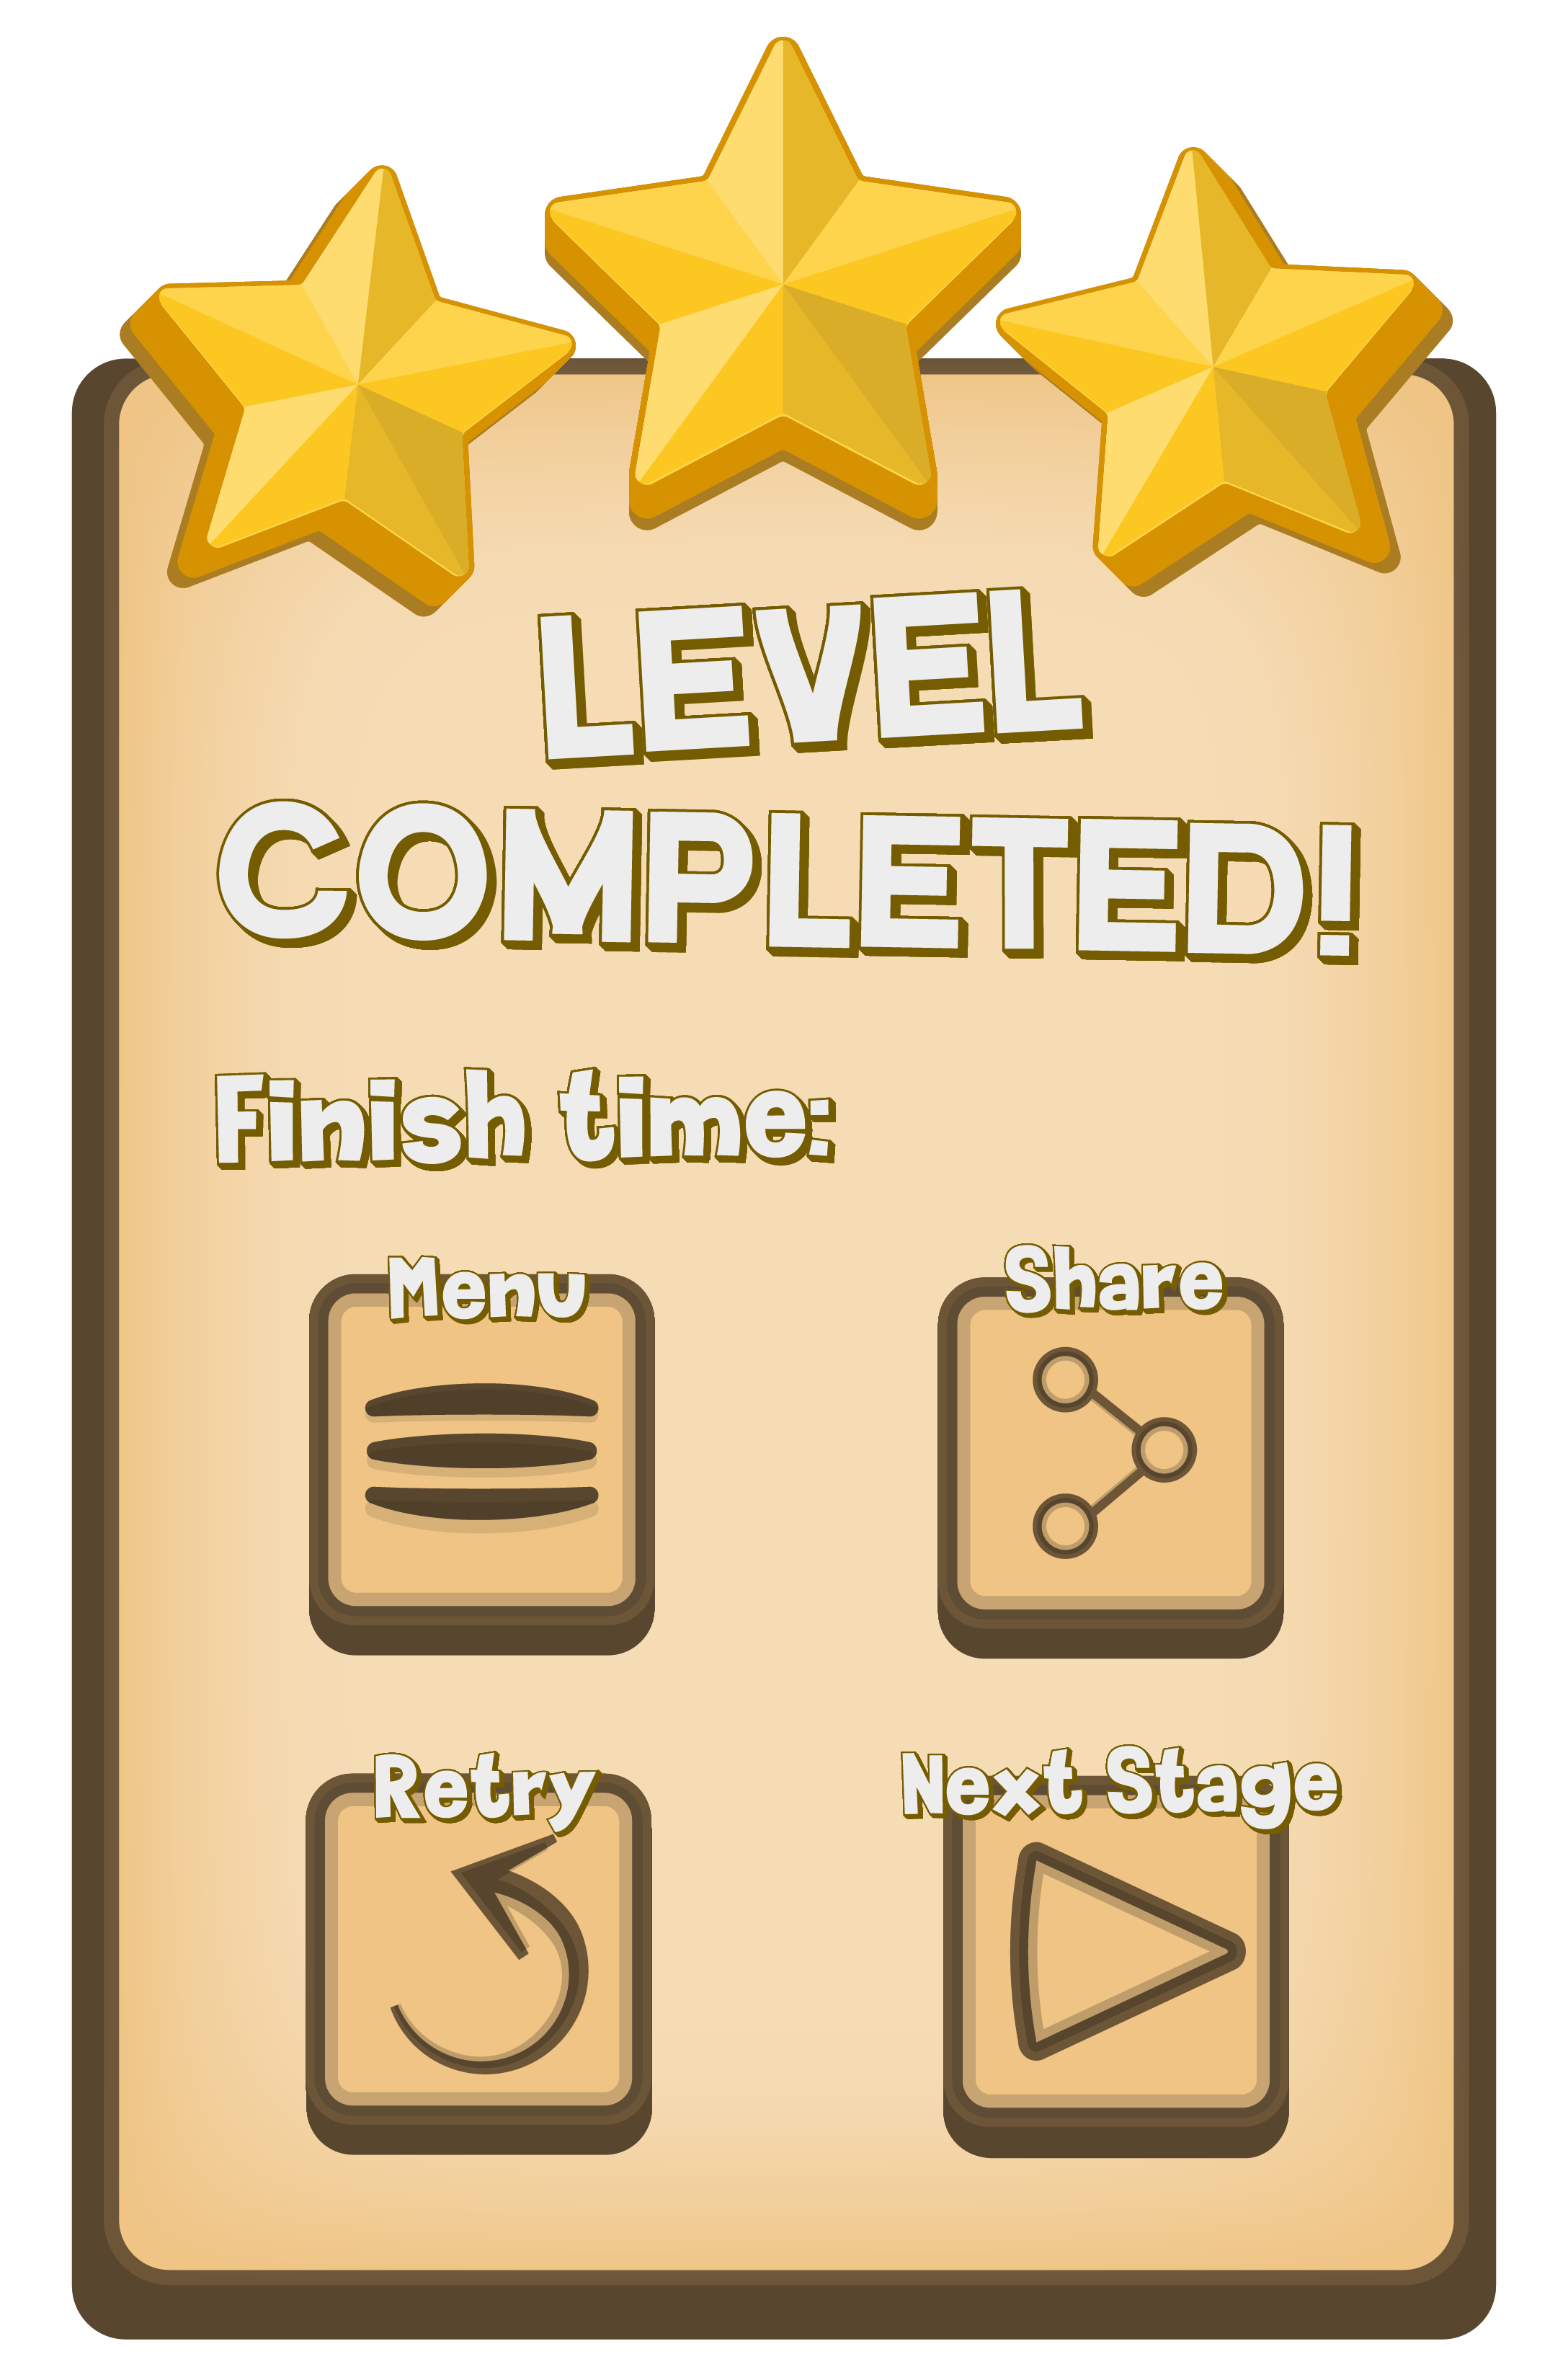 LEVEL
COMPLETED!
Finish time:
Menu
Share
Retry
Next Stage